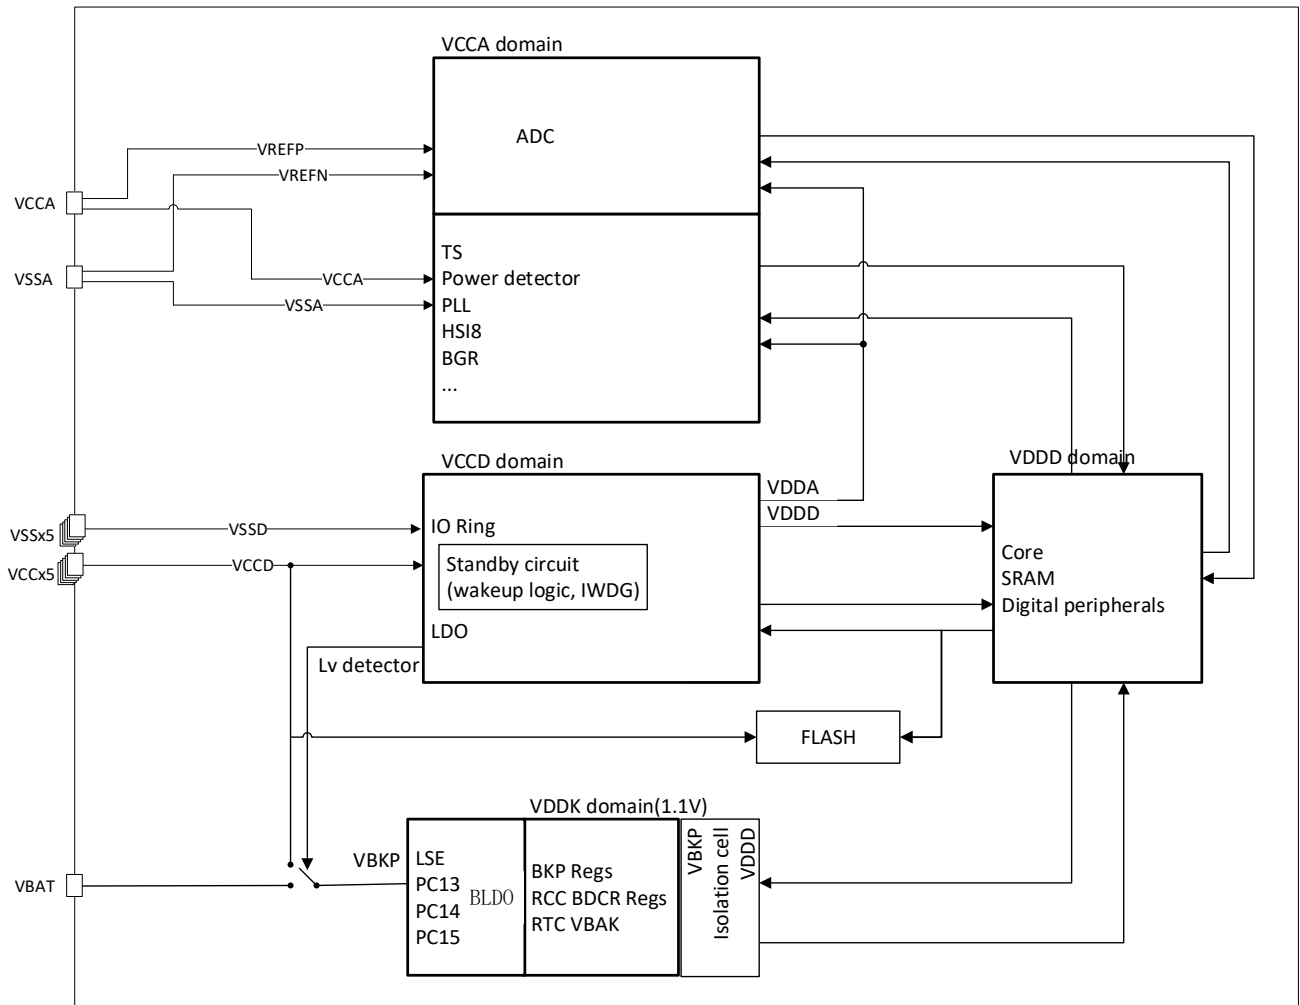 VCCA domain
ADC
VREFP
VREFN
VCCA
VSSA
VCCA
VSSA
TS
Power detector
PLL
HSI8
BGR
...
VCCD domain
VDDD domain
VDDA
VDDD
VSSx5
VSSD
IO Ring
VCCx5
VCCD
Standby circuit
(wakeup logic, IWDG)
LDO
Lv detector
Core
SRAM
Digital peripherals
FLASH
VDDK domain(1.1V)
VBAT
VBKP
LSE
PC13
PC14
PC15
BLDO
BKP Regs
RCC BDCR Regs
RTC VBAK
VBKP
Isolation cell
VDDD